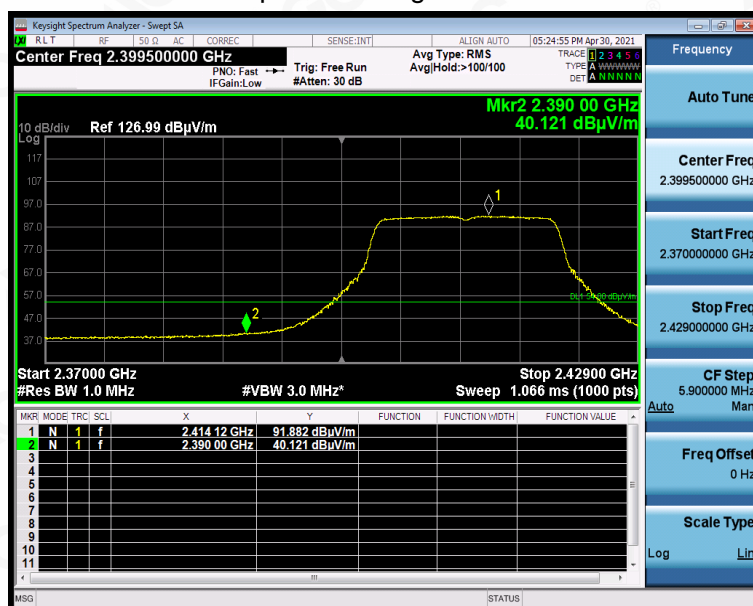 Keysight Spectrum Analyzer - Swept SA
LXI RLT RF 50 Ω AC CORREC SENSE:INT ALIGN AUTO 05:24:55 PM Apr 30, 2021
Center Freq 2.399500000 GHz
PNO: Fast
IFGain:Low
Trig: Free Run
#Atten: 30 dB
Avg Type: RMS
Avg|Hold:>100/100
TRACE 1 2 3 4 5 6
TYPE A WWWWW
DET A N N N N N
Mkr2 2.390 00 GHz
40.121 dBµV/m
10 dB/div Ref 126.99 dBµV/m
Log
117
107
97.0
87.0
77.0
67.0
57.0
47.0
37.0
1
2
DL1 54.00 dBµV/m
Start 2.37000 GHz Stop 2.42900 GHz
#Res BW 1.0 MHz #VBW 3.0 MHz* Sweep 1.066 ms (1000 pts)
MKR MODE TRC SCL X Y FUNCTION FUNCTION WIDTH FUNCTION VALUE
1 N 1 f 2.414 12 GHz 91.882 dBµV/m
2 N 1 f 2.390 00 GHz 40.121 dBµV/m
3
4
5
6
7
8
9
10
11
MSG STATUS
Frequency
Auto Tune
Center Freq
2.399500000 GHz
Start Freq
2.370000000 GHz
Stop Freq
2.429000000 GHz
CF Step
5.900000 MHz
Auto Man
Freq Offset
0 Hz
Scale Type
Log Lin